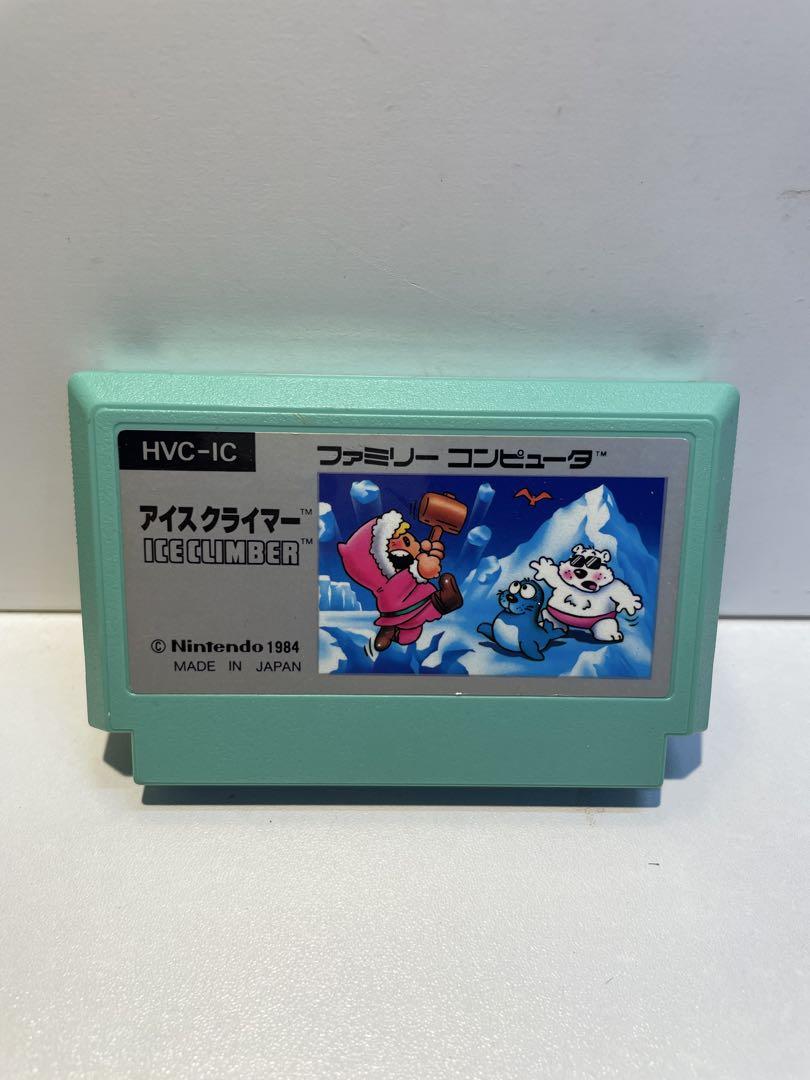 HVC-IC
ファミリー コンピュータ™
アイスクライマー™
ICE CLIMBER™
© Nintendo 1984
MADE IN JAPAN